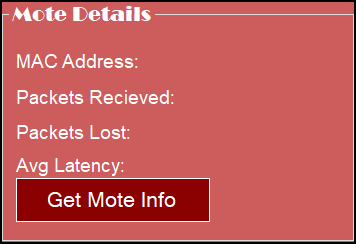 Mote Details
MAC Address:
Packets Recieved:
Packets Lost:
Avg Latency:
Get Mote Info